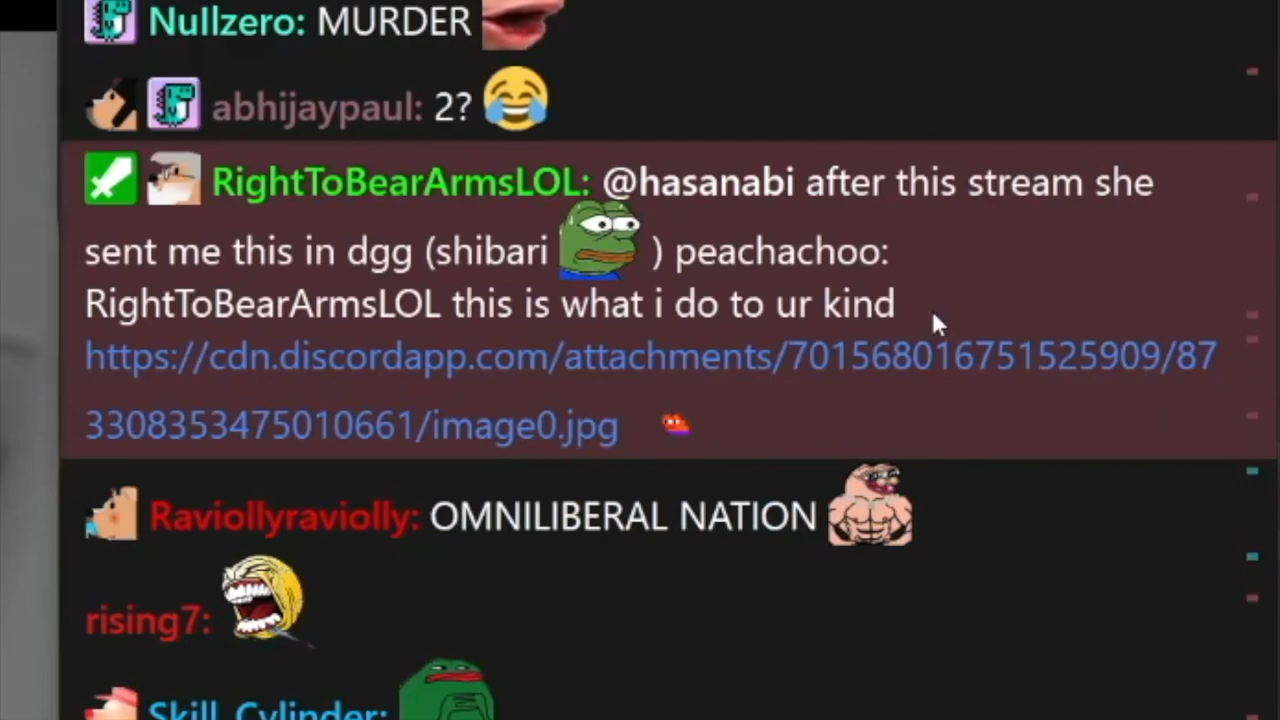 Nullzero: MURDER
abhijaypaul: 2?
RightToBearArmsLOL: @hasanabi after this stream she
sent me this in dgg (shibari ) peachachoo:
RightToBearArmsLOL this is what i do to ur kind
https://cdn.discordapp.com/attachments/701568016751525909/87
3308353475010661/image0.jpg
Raviollyraviolly: OMNILIBERAL NATION
rising7:
Skill_Cylinder: